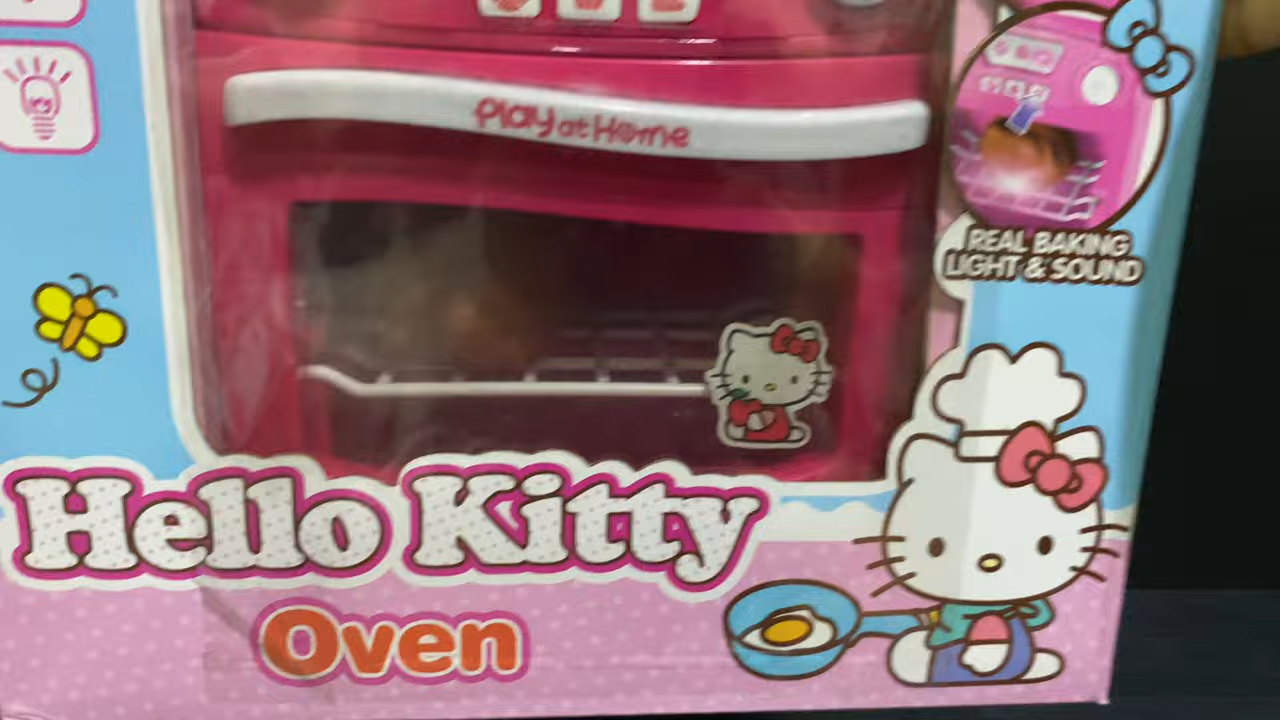 Play at Home
REAL BAKING
LIGHT & SOUND
Hello Kitty
Oven